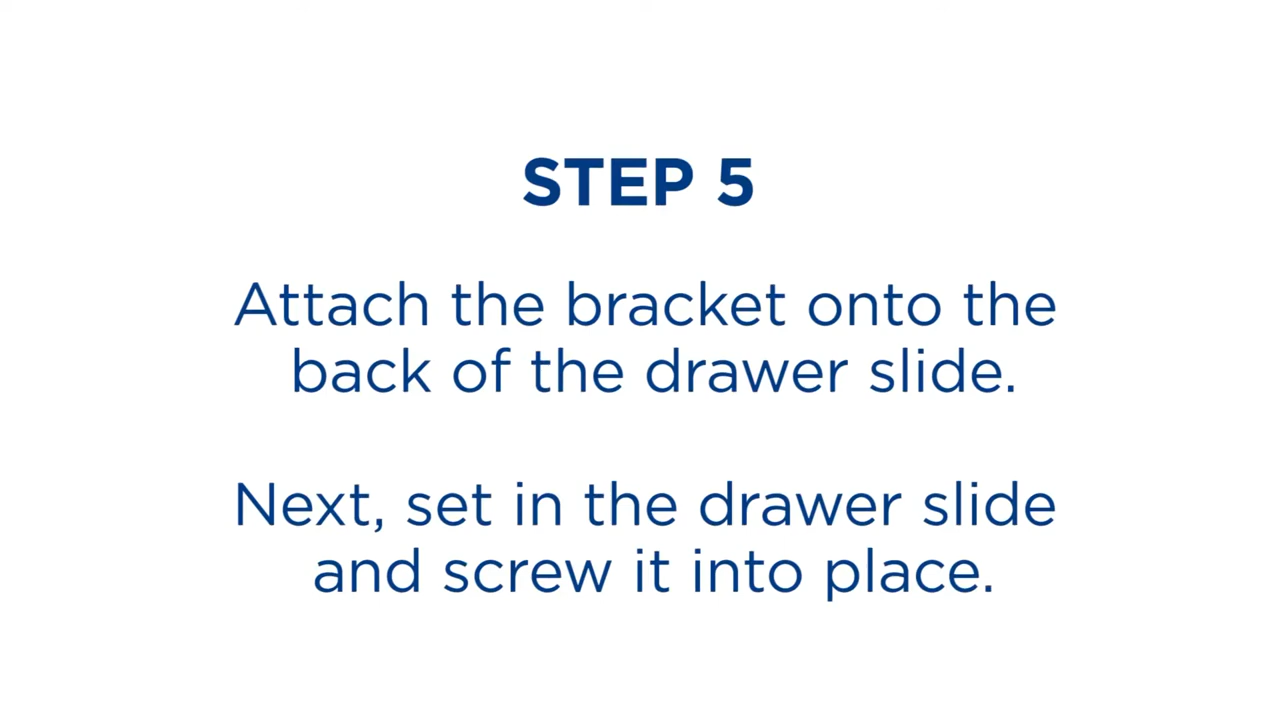 STEP 5
Attach the bracket onto the
back of the drawer slide.
Next, set in the drawer slide
and screw it into place.